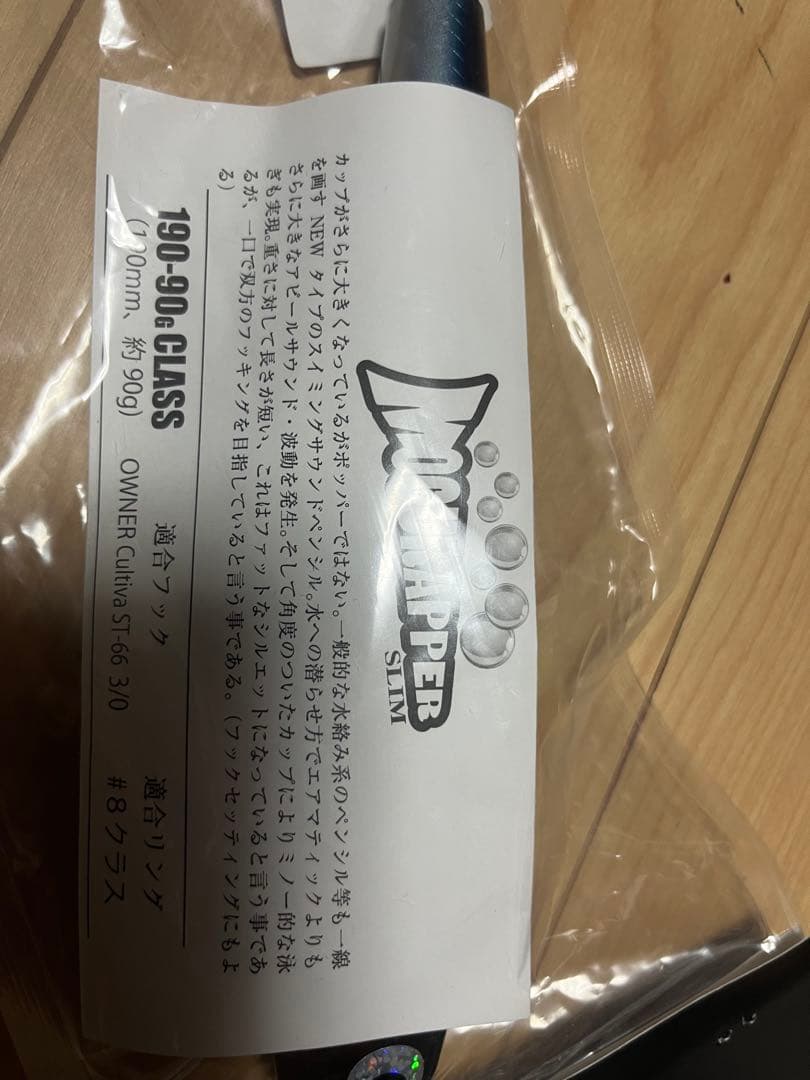 SLIM
カップがさらに大きくなっているがポッパーではない。一般的な水絡み系のペンシル等も一線
を画す NEW タイプのスイミングサウンドペンシル。水への潜らせ方でエアマティックよりも
さらに大きなアピールサウンド・波動を発生。そして角度のついたカップによりミノー的な泳
ぎも実現。重さに対して長さが短い、これはファットなシルエットになっていると言う事であ
るが、一口で双方のフッキングを目指していると言う事である。（フックセッティングにもよ
る）
190-90G CLASS 適合フック 適合リング
約 90g) OWNER Cultiva ST-66 3/0 #8クラス